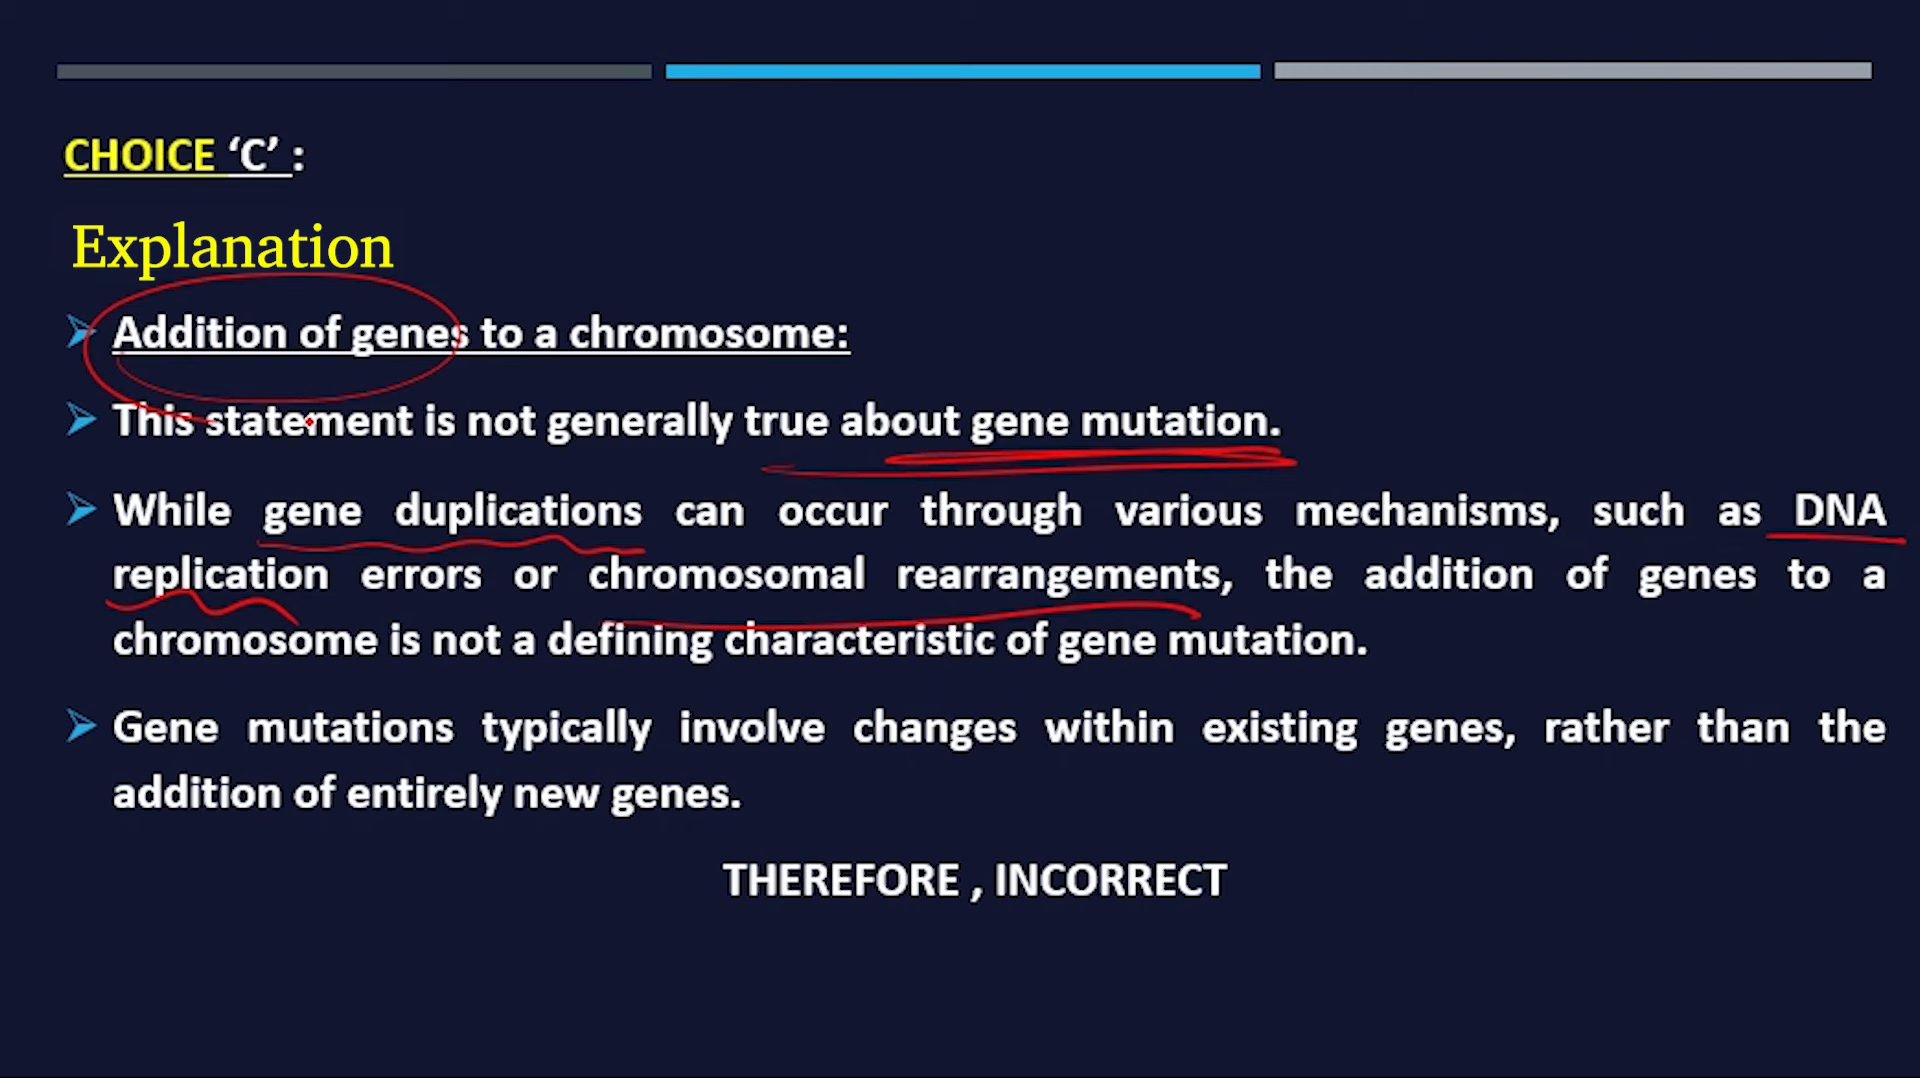 CHOICE ‘C’ :
Explanation
Addition of genes to a chromosome:
This statement is not generally true about gene mutation.
While gene duplications can occur through various mechanisms, such as DNA
replication errors or chromosomal rearrangements, the addition of genes to a
chromosome is not a defining characteristic of gene mutation.
Gene mutations typically involve changes within existing genes, rather than the
addition of entirely new genes.
THEREFORE , INCORRECT